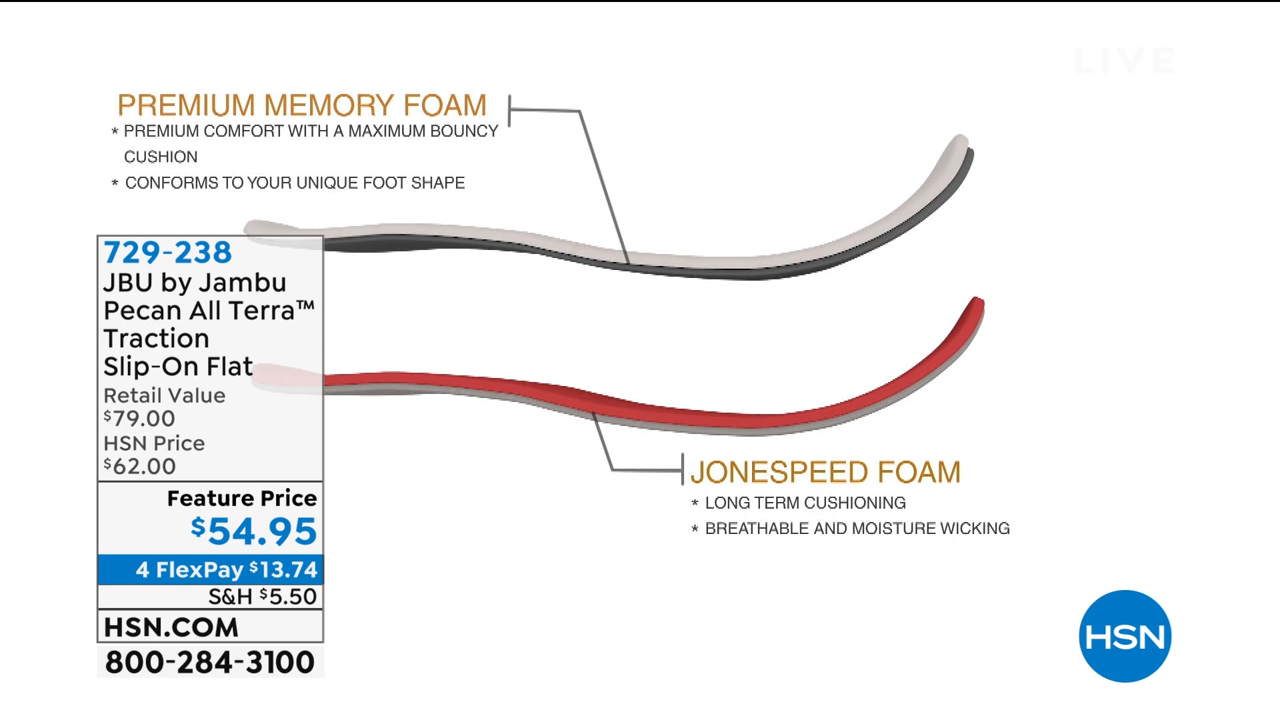 LIVE
PREMIUM MEMORY FOAM
* PREMIUM COMFORT WITH A MAXIMUM BOUNCY
CUSHION
* CONFORMS TO YOUR UNIQUE FOOT SHAPE
729-238
JBU by Jambu
Pecan All Terra™
Traction
Slip-On Flat
Retail Value
$79.00
HSN Price
$62.00
Feature Price
$54.95
4 FlexPay $13.74
S&H $5.50
HSN.COM
800-284-3100
JONESPEED FOAM
* LONG TERM CUSHIONING
* BREATHABLE AND MOISTURE WICKING
HSN